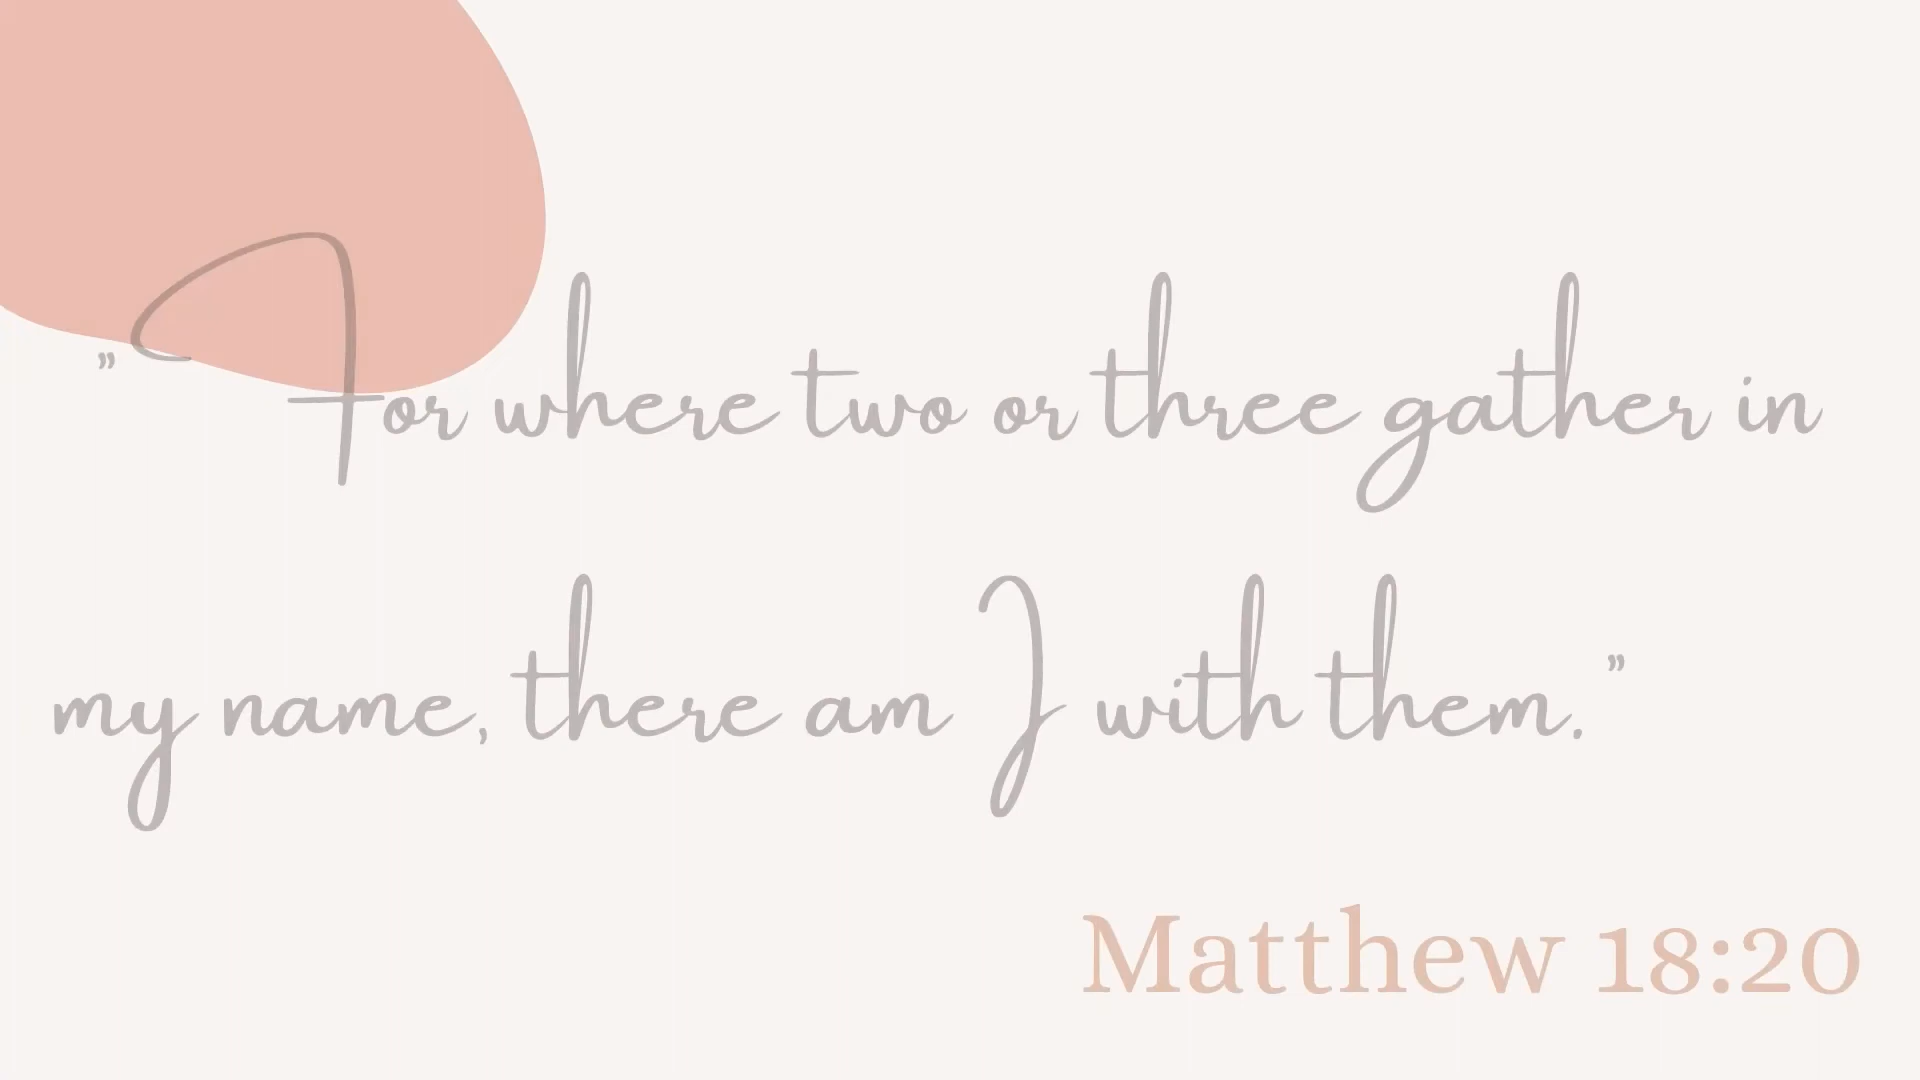 ”For where two or three gather in
my name, there am I with them.”
Matthew 18:20